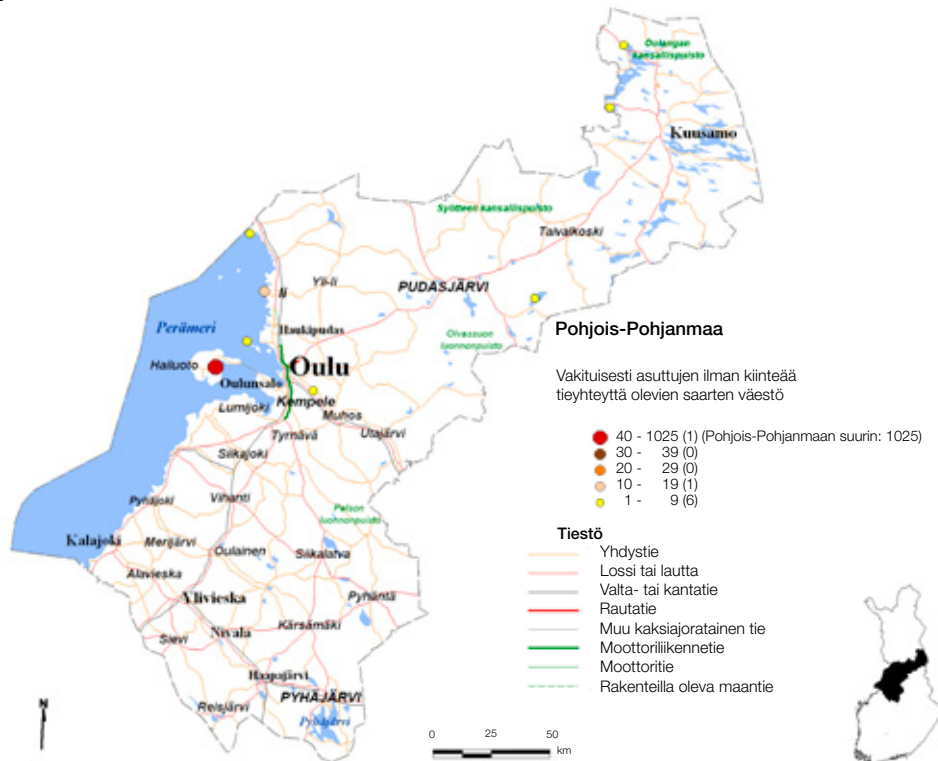 Oulangan
kansallispuisto
Kuusamo
Syötteen kansallispuisto
Taivalkoski
Yli-Ii
PUDASJÄRVI
Ii
Perämeri
Haukipudas
Olvassuon
luonnonpuisto
Hailuoto
Oulu
Oulunsalo
Kempele
Lumijoki
Muhos
Tyrnävä
Utajärvi
Siikajoki
Pyhäjoki
Vihanti
Pelson
luonnonpuisto
Kalajoki
Merijärvi
Oulainen
Siikalatva
Alavieska
Ylivieska
Pyhäntä
Sievi
Nivala
Kärsämäki
Haapajärvi
Reisjärvi
PYHÄJÄRVI
Pyhäjärvi
Pohjois-Pohjanmaa
Vakituisesti asuttujen ilman kiinteää
tieyhteyttä olevien saarten väestö
40 - 1025 (1) (Pohjois-Pohjanmaan suurin: 1025)
30 - 39 (0)
20 - 29 (0)
10 - 19 (1)
1 - 9 (6)
Tiestö
Yhdystie
Lossi tai lautta
Valta- tai kantatie
Rautatie
Muu kaksiajoratainen tie
Moottoriliikennetie
Moottoritie
Rakenteilla oleva maantie
N
0 25 50
km